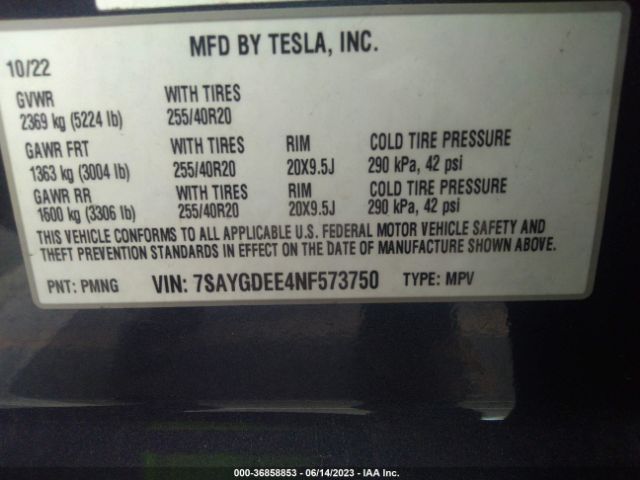 MFD BY TESLA, INC.
10/22
GVWR WITH TIRES
2369 kg (5224 lb) 255/40R20
GAWR FRT WITH TIRES RIM COLD TIRE PRESSURE
1363 kg (3004 lb) 255/40R20 20X9.5J 290 kPa, 42 psi
GAWR RR WITH TIRES RIM COLD TIRE PRESSURE
1600 kg (3306 lb) 255/40R20 20X9.5J 290 kPa, 42 psi
THIS VEHICLE CONFORMS TO ALL APPLICABLE U.S. FEDERAL MOTOR VEHICLE SAFETY AND
THEFT PREVENTION STANDARDS IN EFFECT ON THE DATE OF MANUFACTURE SHOWN ABOVE.
PNT: PMNG VIN: 7SAYGDEE4NF573750 TYPE: MPV
000-36858853 - 06/14/2023 - IAA Inc.